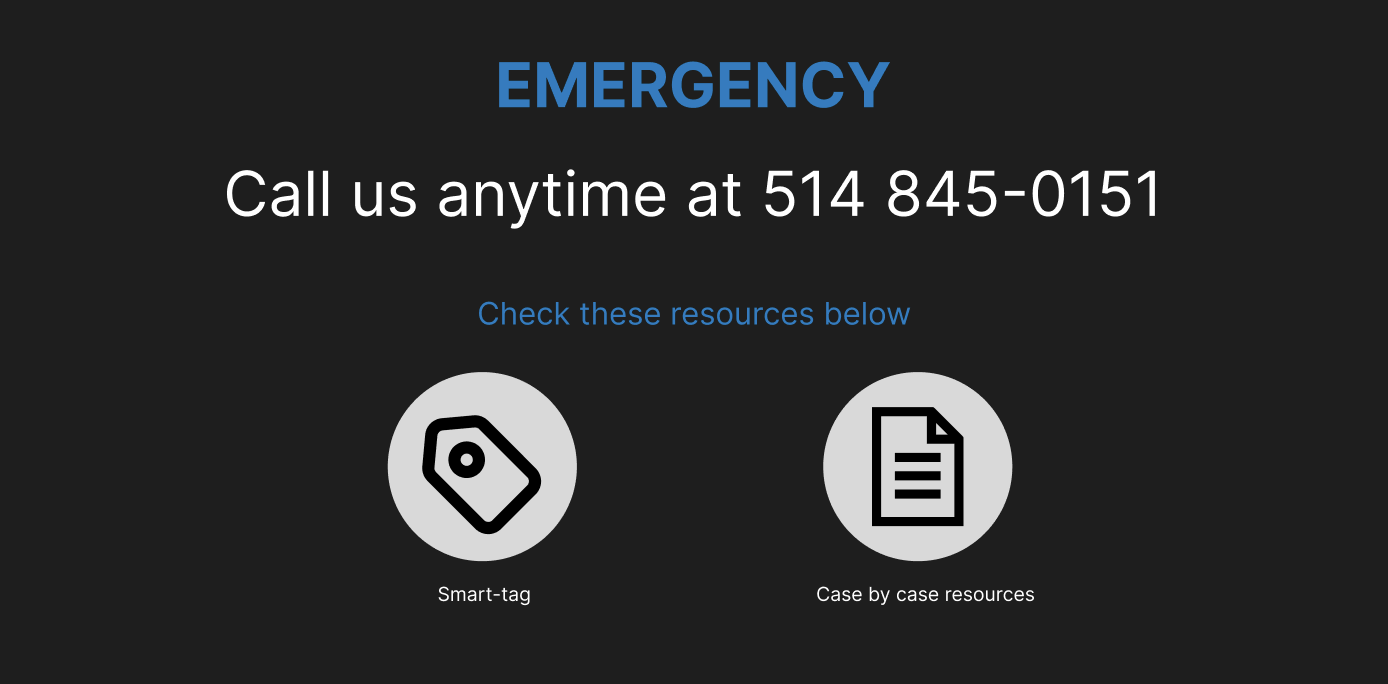 EMERGENCY
Call us anytime at 514 845-0151
Check these resources below
Smart-tag
Case by case resources